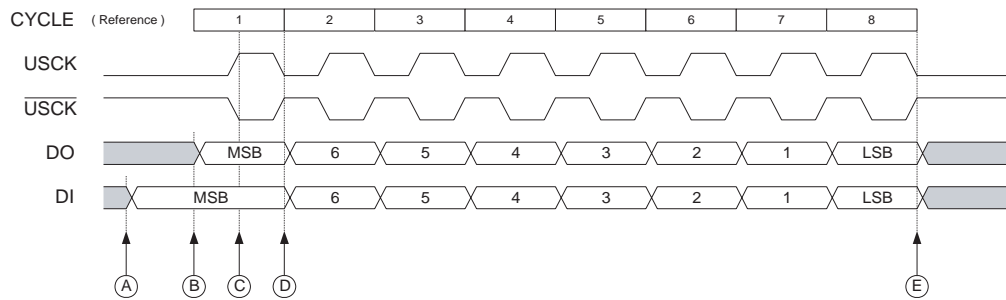 CYCLE ( Reference ) 1 2 3 4 5 6 7 8
USCK
USCK
DO MSB 6 5 4 3 2 1 LSB
DI MSB 6 5 4 3 2 1 LSB
A B C D E